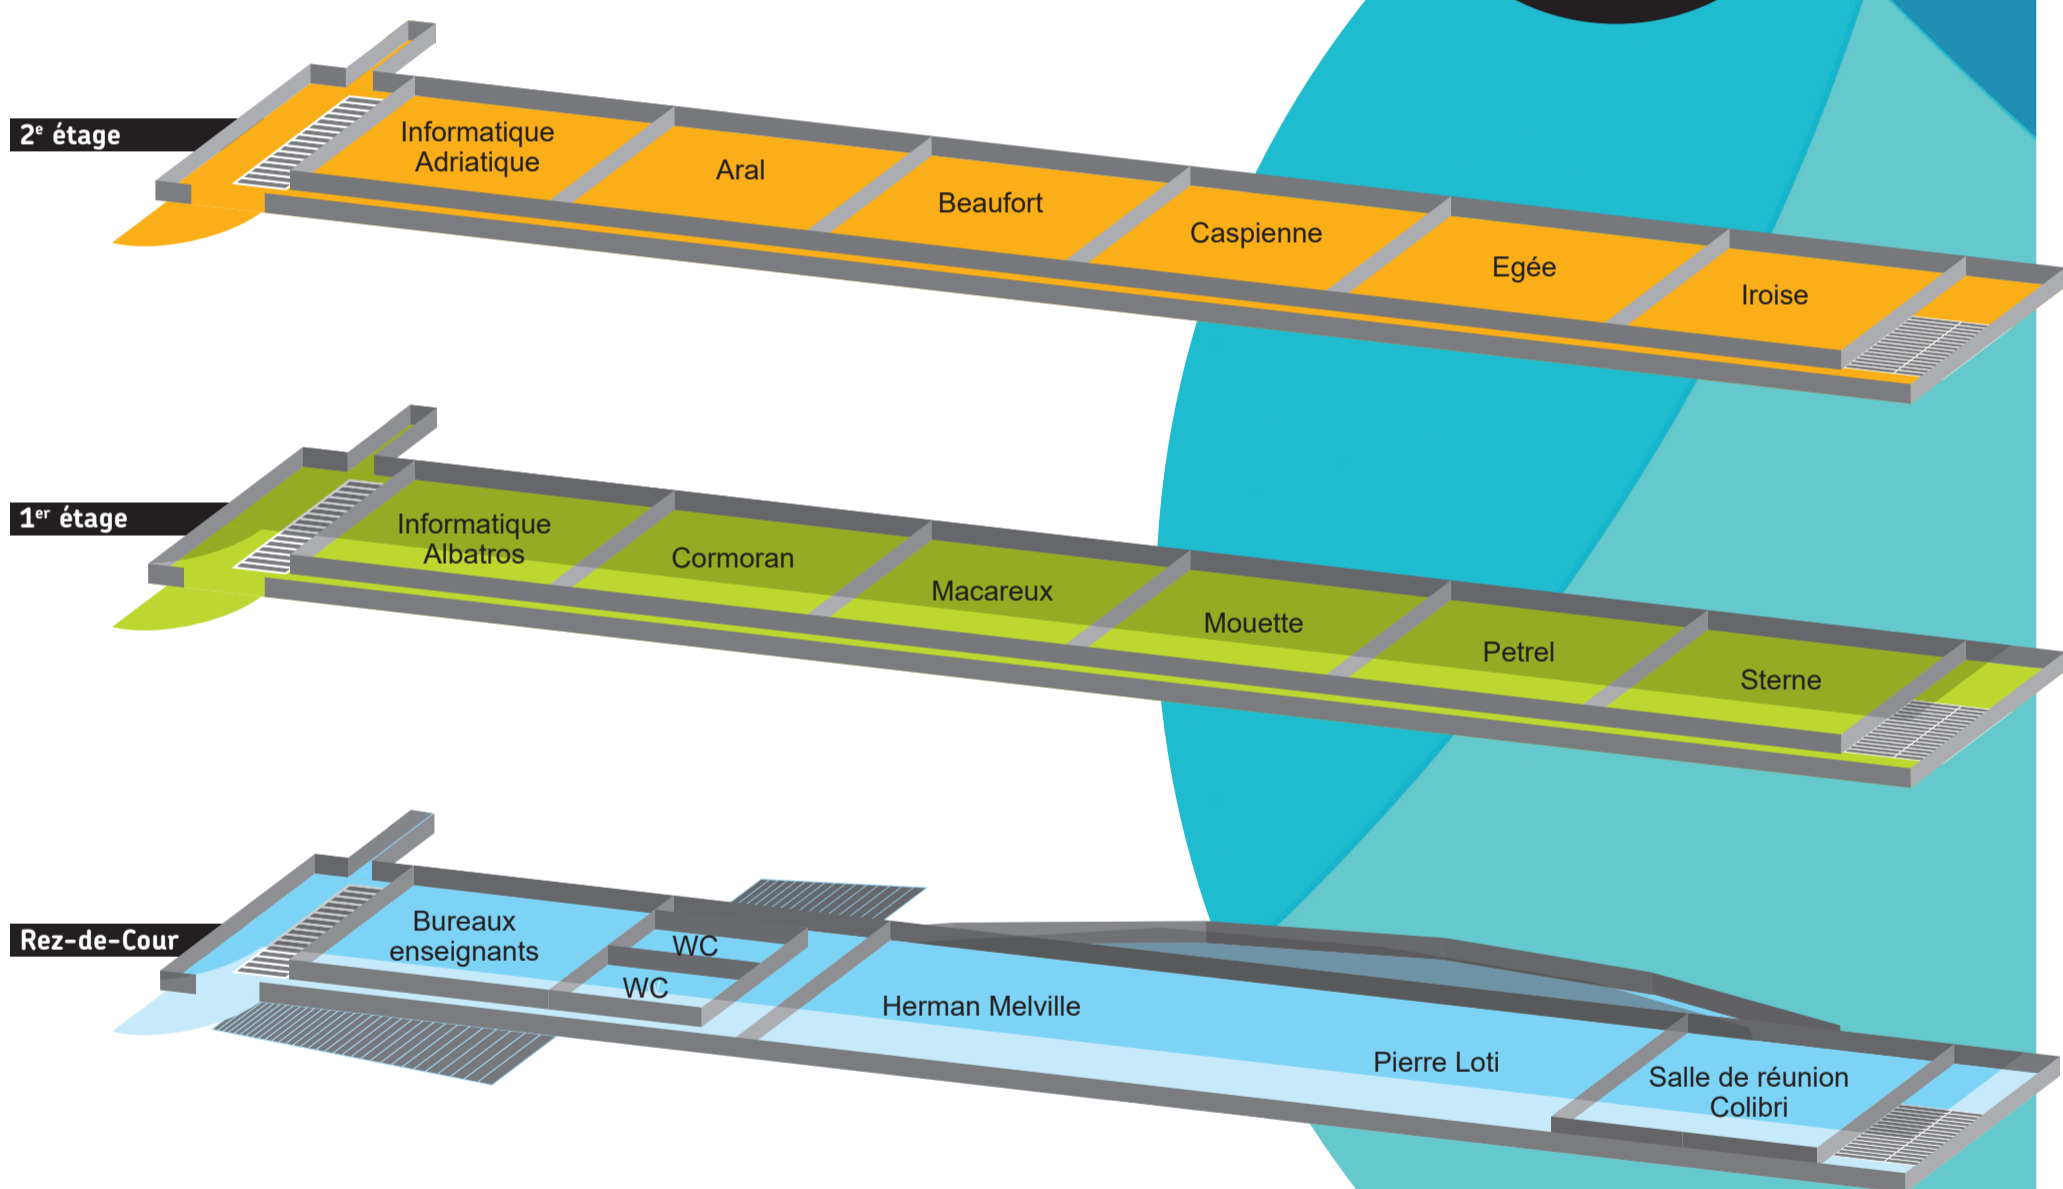 2e étage
Informatique
Adriatique
Aral
Beaufort
Caspienne
Egée
Iroise
1er étage
Informatique
Albatros
Cormoran
Macareux
Mouette
Petrel
Sterne
Rez-de-Cour
Bureaux
enseignants
WC
WC
Herman Melville
Pierre Loti
Salle de réunion
Colibri